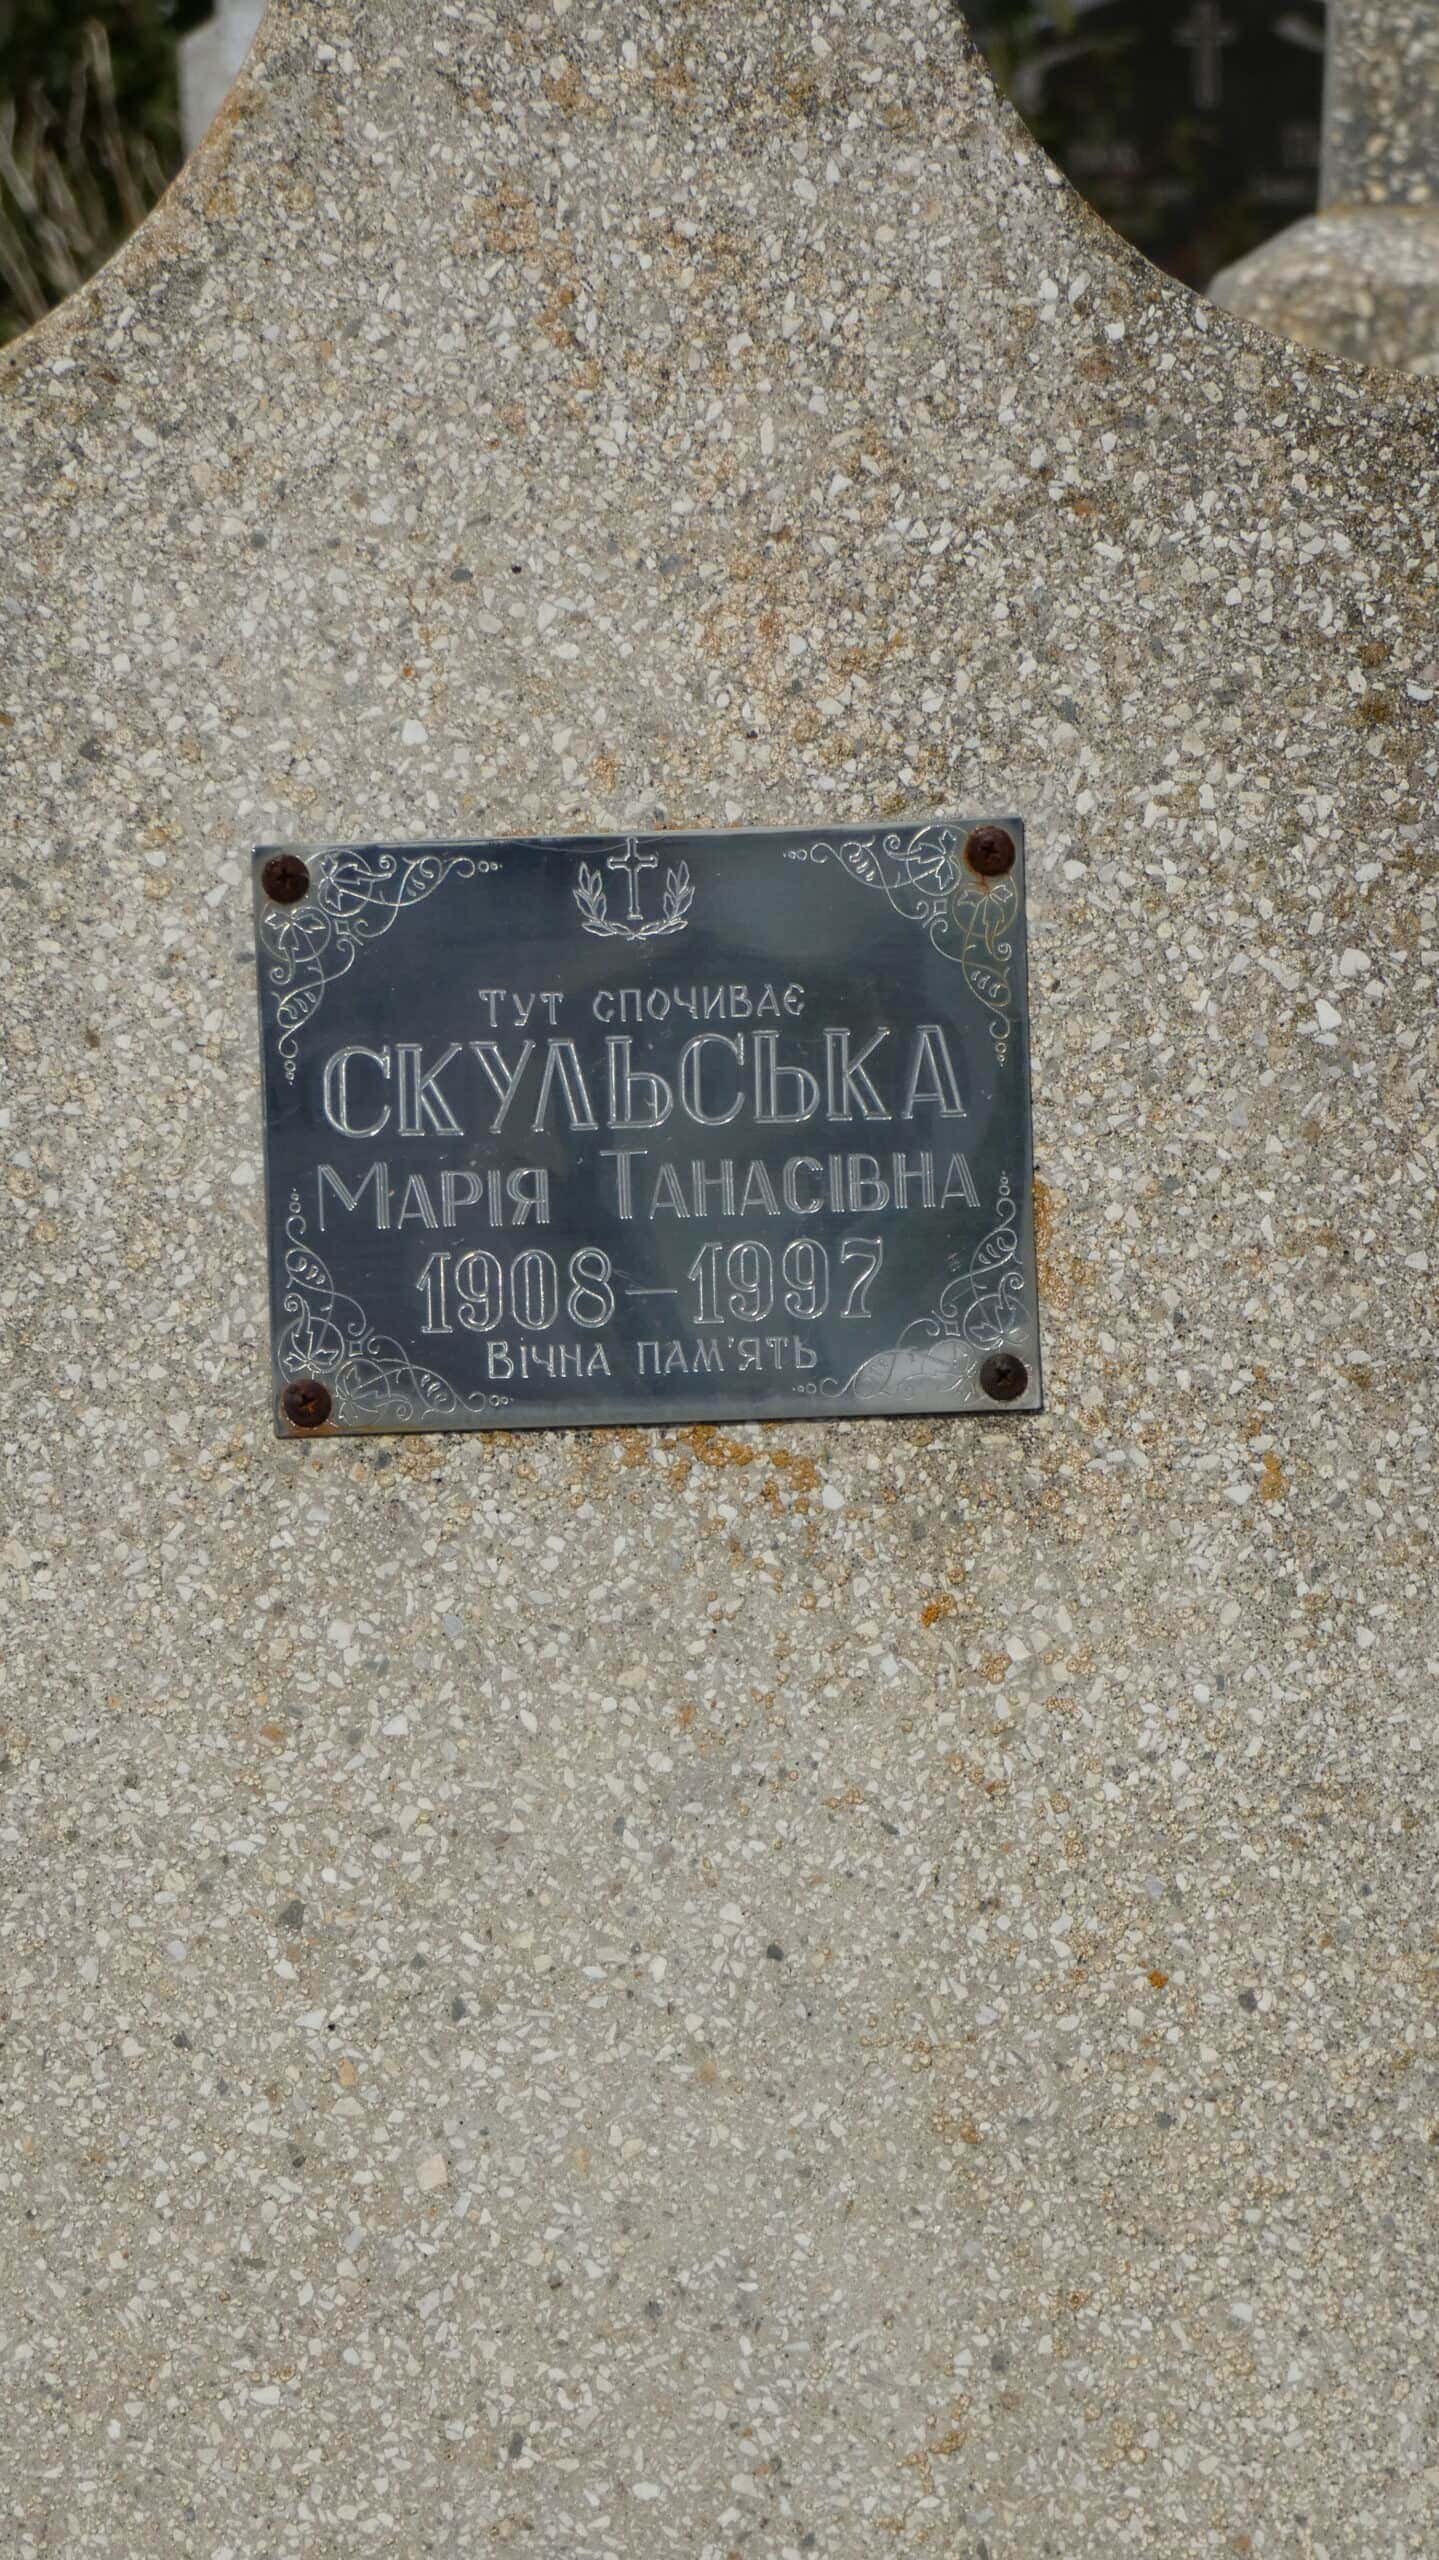 Тут спочиває
СКУЛЬСЬКА
Марія Танасівна
1908–1997
Вічна пам'ять